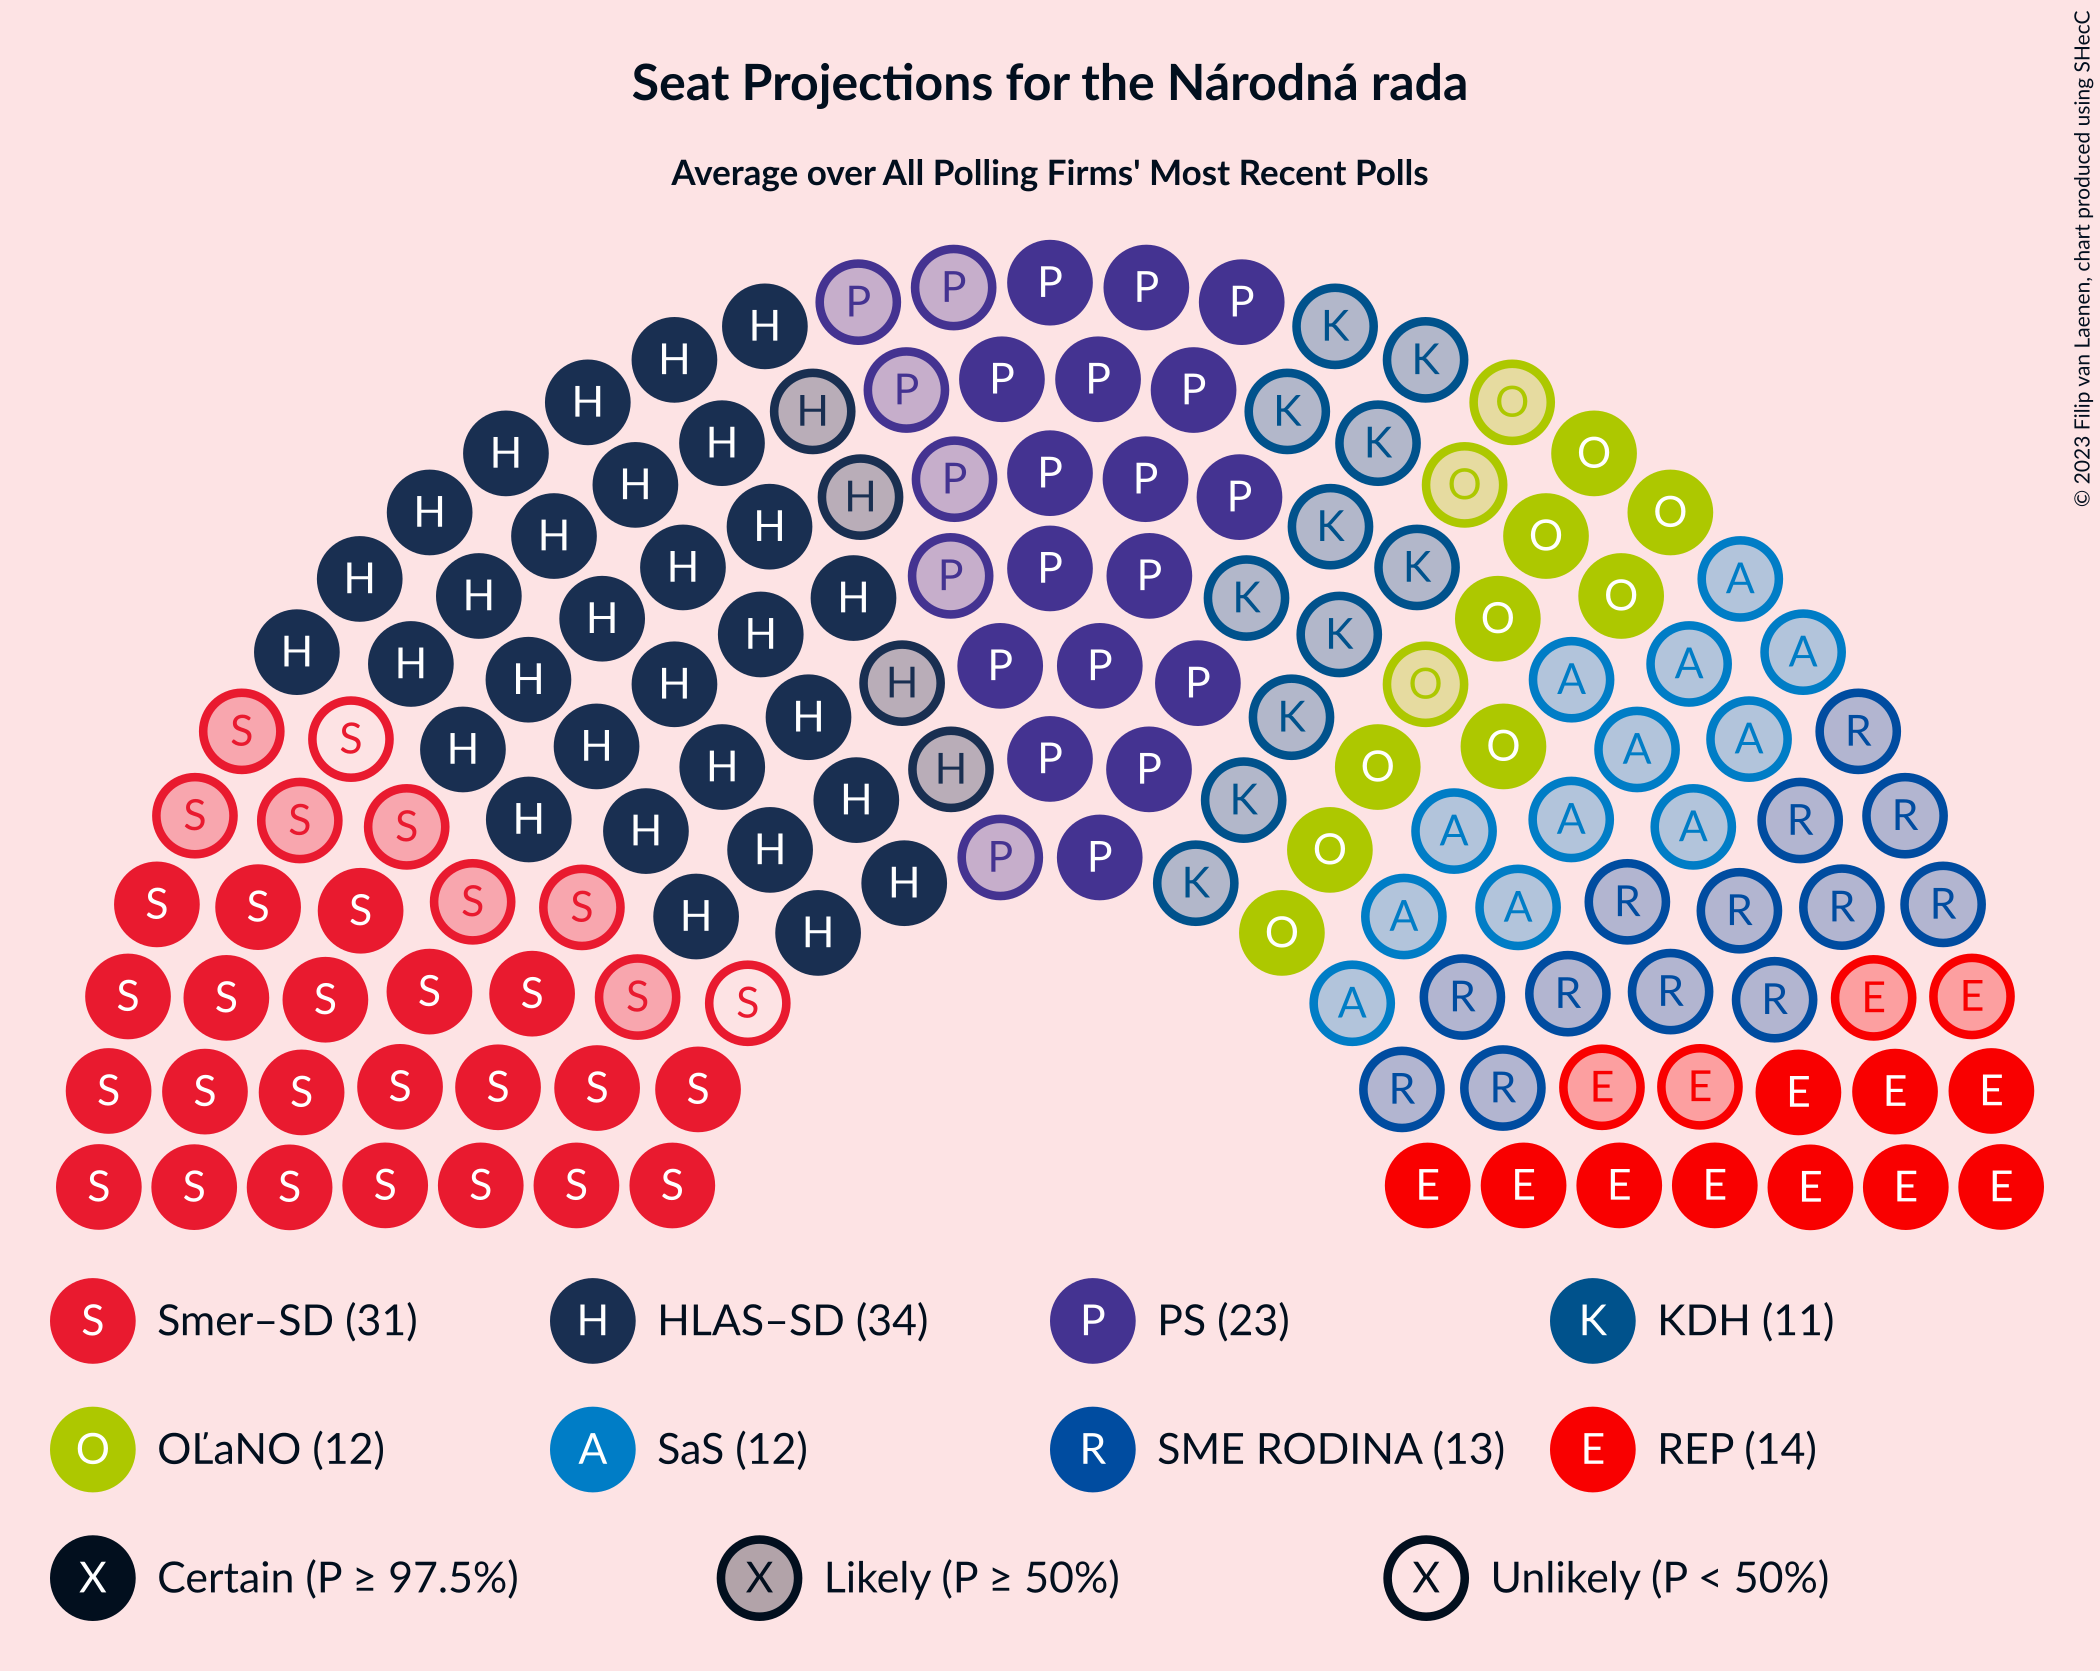 Seat Projections for the Národná rada
Average over All Polling Firms' Most Recent Polls
© 2023 Filip van Laenen, chart produced using SHecC
P P P P P
H K
H K
P P P P
H H K O
H K
H O O
P P P P
H H O
H H K O
H H K O
P P P
H H K A
H H K O
H H K O
H P P P A
H H K O A
H H H K A
S S H H H P P H K O O A A R
S S S H H H H K O A A A R R
H P P K
S S S S S H H K O A A R R R R
H O
S S S S S S S A R R R R E E
S S S S S S S R R E E E E E
S S S S S S S E E E E E E E
S Smer–SD (31)
H HLAS–SD (34)
P PS (23)
K KDH (11)
O OĽaNO (12)
A SaS (12)
R SME RODINA (13)
E REP (14)
X Certain (P ≥ 97.5%)
X Likely (P ≥ 50%)
X Unlikely (P < 50%)